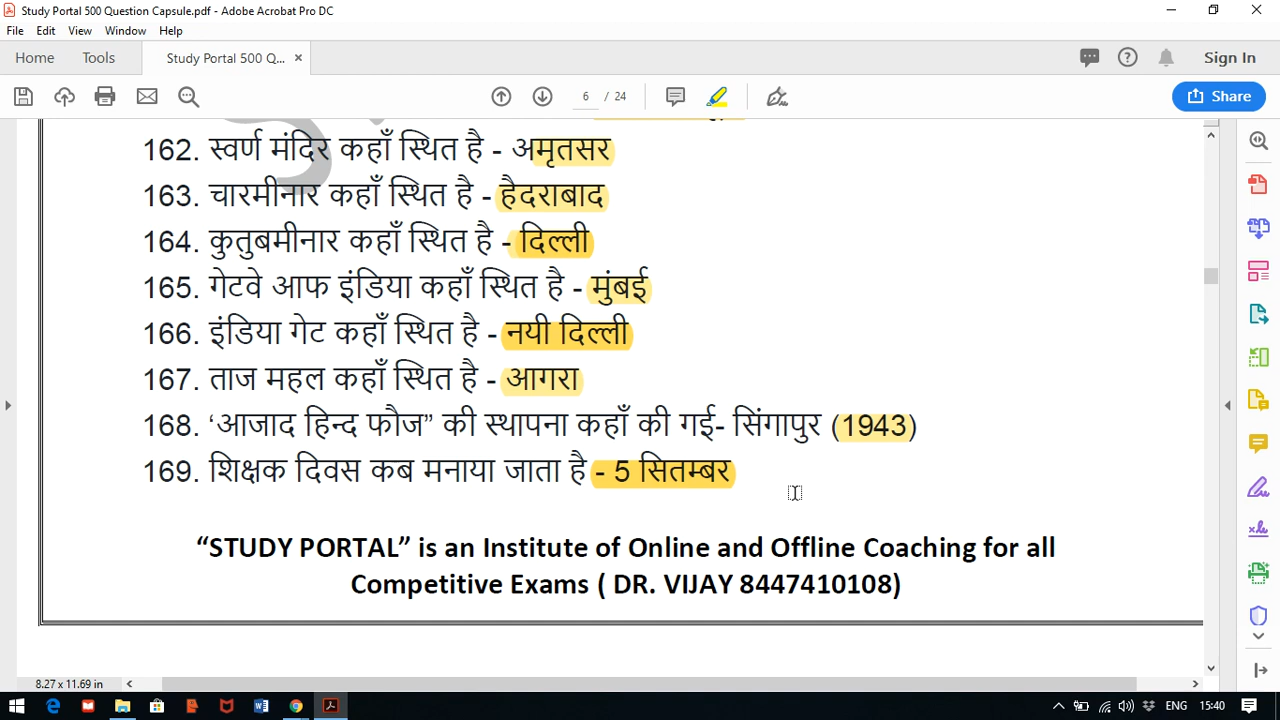 Study Portal 500 Question Capsule.pdf - Adobe Acrobat Pro DC
File Edit View Window Help
Home Tools Study Portal 500 Q... × Sign In
6 / 24 Share
162. स्वर्ण मंदिर कहाँ स्थित है - अमृतसर
163. चारमीनार कहाँ स्थित है - हैदराबाद
164. कुतुबमीनार कहाँ स्थित है - दिल्ली
165. गेटवे आफ इंडिया कहाँ स्थित है - मुंबई
166. इंडिया गेट कहाँ स्थित है - नयी दिल्ली
167. ताज महल कहाँ स्थित है - आगरा
168. ‘आजाद हिन्द फौज” की स्थापना कहाँ की गई- सिंगापुर (1943)
169. शिक्षक दिवस कब मनाया जाता है - 5 सितम्बर
“STUDY PORTAL” is an Institute of Online and Offline Coaching for all
Competitive Exams ( DR. VIJAY 8447410108)
8.27 x 11.69 in
ENG 15:40